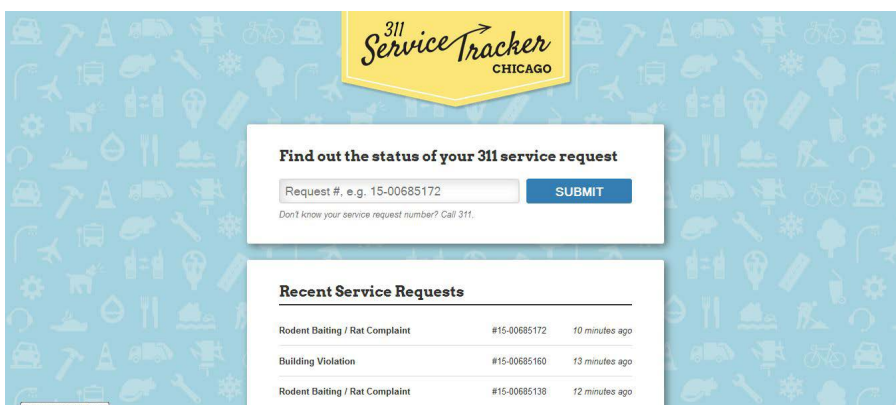 311
Service Tracker
CHICAGO
Find out the status of your 311 service request
Request #, e.g. 15-00685172
SUBMIT
Don't know your service request number? Call 311.
Recent Service Requests
Rodent Baiting / Rat Complaint #15-00685172 10 minutes ago
Building Violation #15-00685160 13 minutes ago
Rodent Baiting / Rat Complaint #15-00685138 12 minutes ago